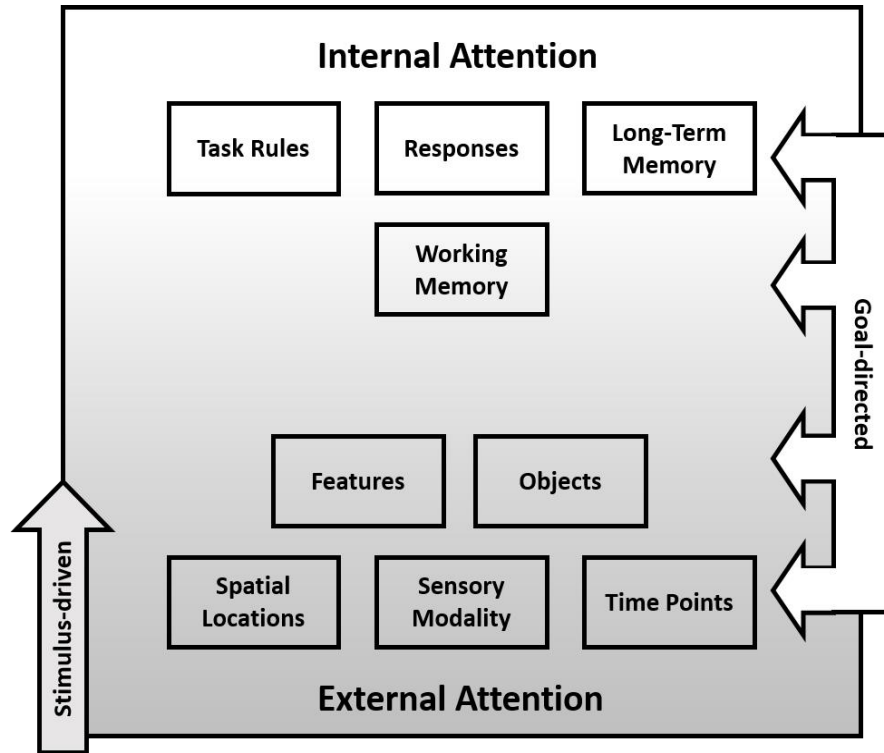 Internal Attention
Task Rules
Responses
Long-Term
Memory
Working
Memory
Goal-directed
Features
Objects
Stimulus-driven
Spatial
Locations
Sensory
Modality
Time Points
External Attention